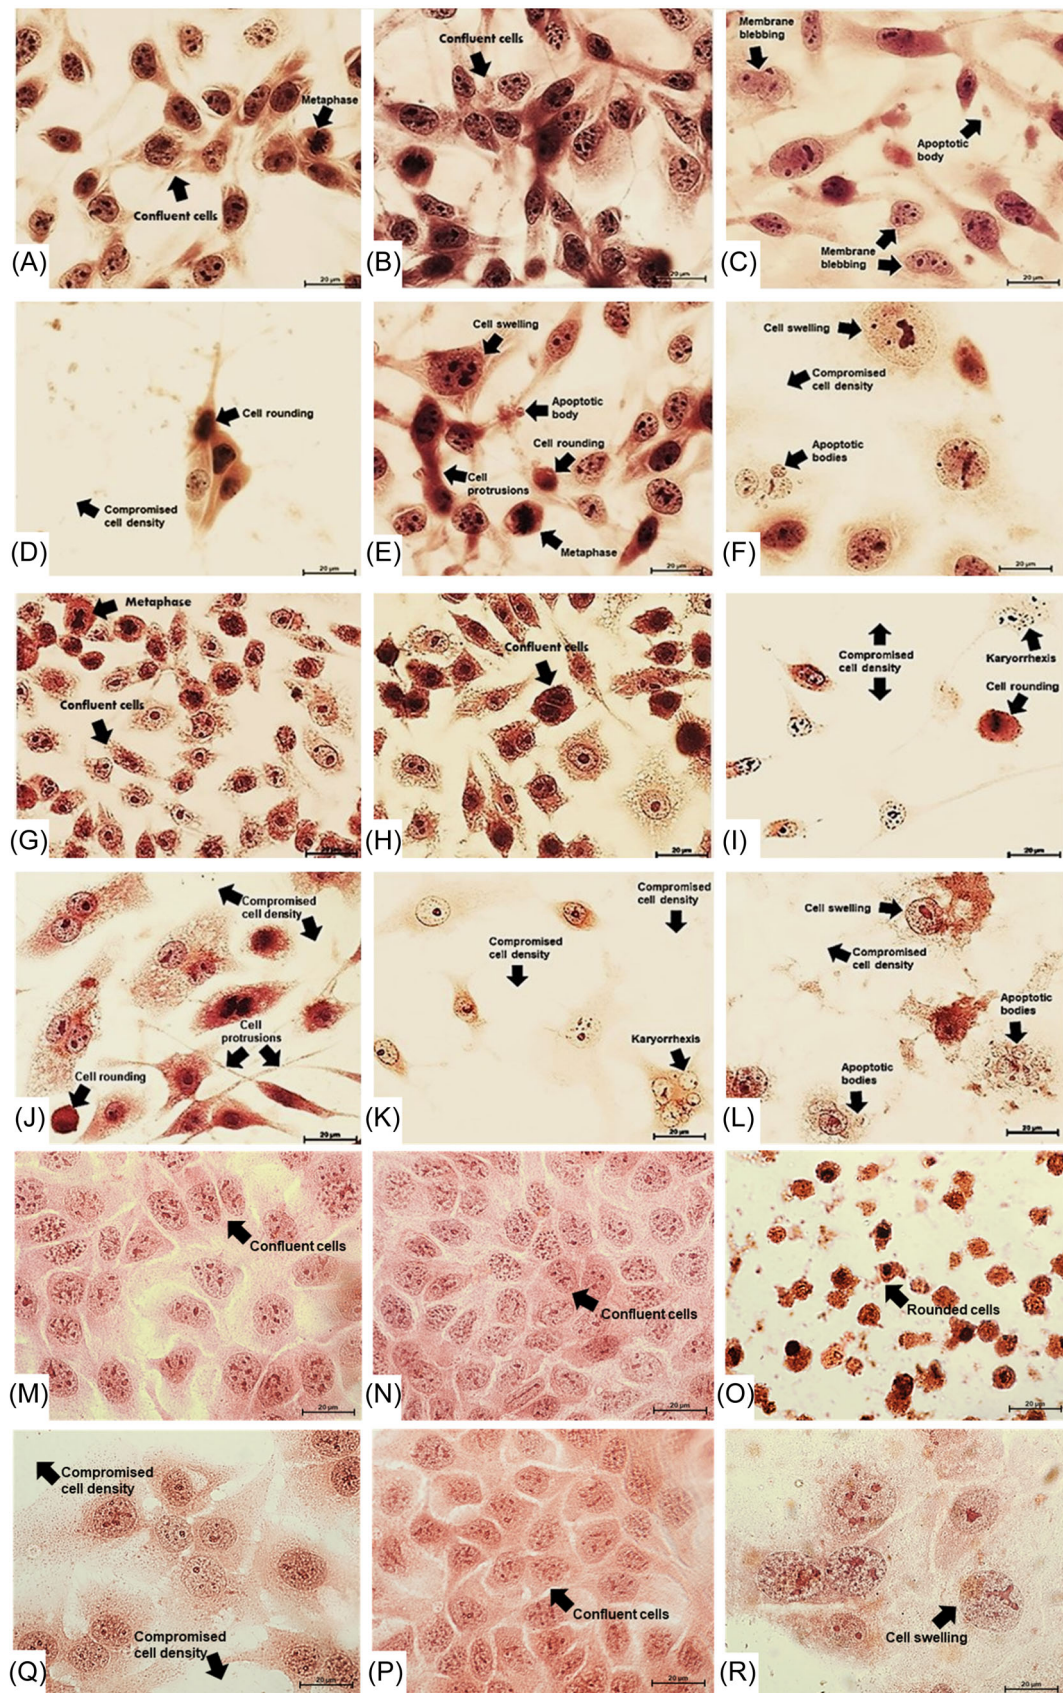 Metaphase
Confluent cells
20 µm
(A)
Confluent cells
20 µm
(B)
Membrane
blebbing
Apoptotic
body
Membrane
blebbing
20 µm
(C)
Cell rounding
Compromised
cell density
20 µm
(D)
Cell swelling
Apoptotic
body
Cell rounding
Cell
protrusions
Metaphase
20 µm
(E)
Cell swelling
Compromised
cell density
Apoptotic
bodies
20 µm
(F)
Metaphase
Confluent cells
20 µm
(G)
Confluent cells
20 µm
(H)
Compromised
cell density
Karyorrhexis
Cell rounding
20 µm
(I)
Compromised
cell density
Cell
protrusions
Cell rounding
20 µm
(J)
Compromised
cell density
Compromised
cell density
Karyorrhexis
20 µm
(K)
Cell swelling
Compromised
cell density
Apoptotic
bodies
Apoptotic
bodies
20 µm
(L)
Confluent cells
20 µm
(M)
Confluent cells
20 µm
(N)
Rounded cells
20 µm
(O)
Compromised
cell density
Compromised
cell density
20 µm
(Q)
Confluent cells
20 µm
(P)
Cell swelling
20 µm
(R)